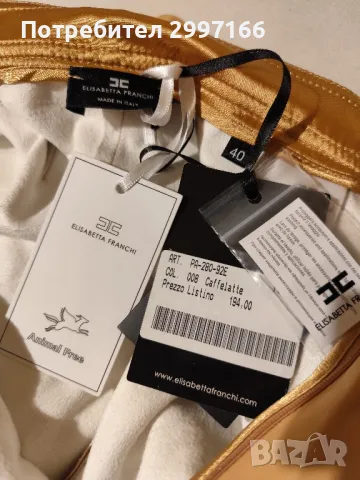 Потребител 2997166
ELISABETTA FRANCHI
MADE IN ITALY
40
ELISABETTA FRANCHI
Animal Free
ART. PA-280-92E
COL. 008 Caffelatte
Prezzo Listino 194.00
www.elisabettafranchi.com
ELISABETTA
BAZAR